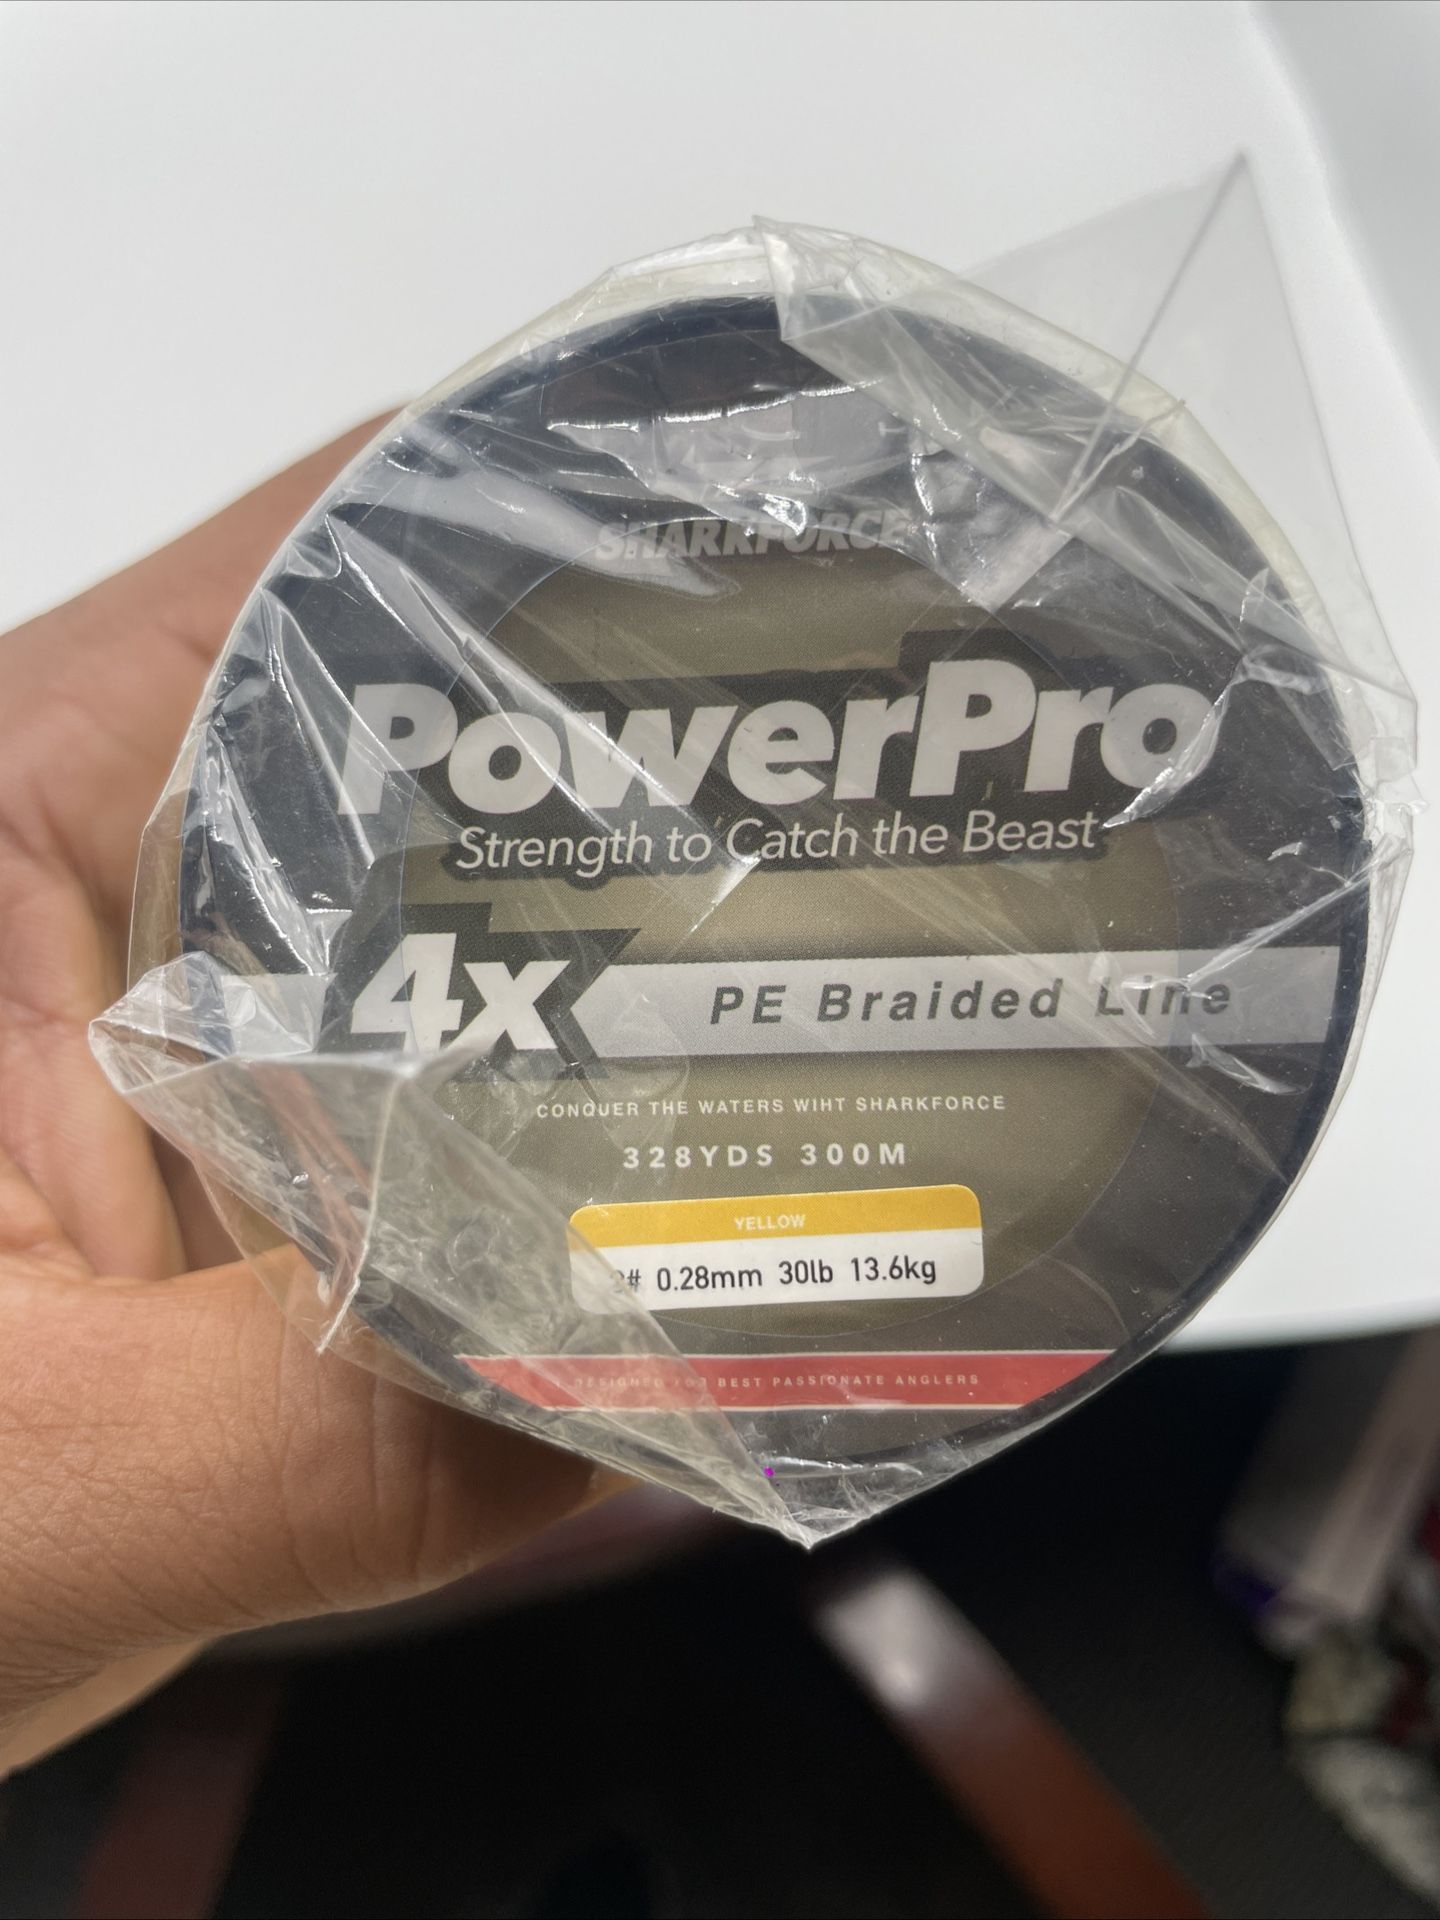 SHARKFORCE
PowerPro
Strength to Catch the Beast
4x PE Braided Line
CONQUER THE WATERS WIHT SHARKFORCE
328YDS 300M
YELLOW
0.28mm 30lb 13.6kg
DESIGNED FOR BEST PASSIONATE ANGLERS